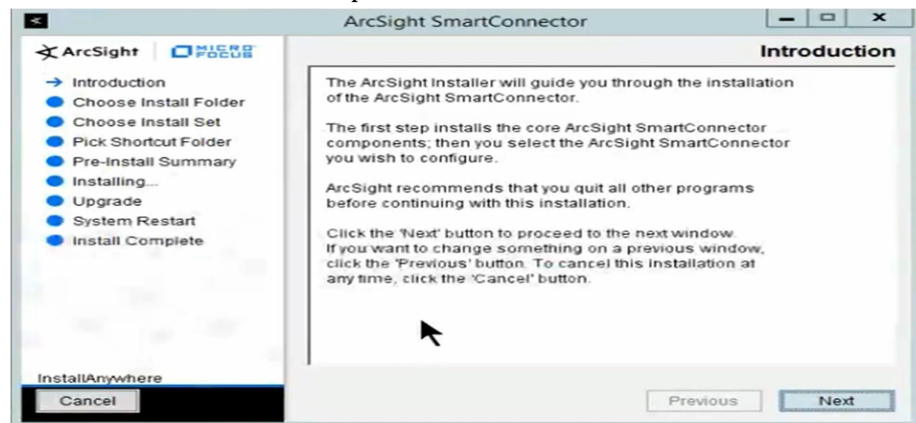 ArcSight SmartConnector
ArcSight MICRO FOCUS
Introduction
Introduction
Choose Install Folder
Choose Install Set
Pick Shortcut Folder
Pre-Install Summary
Installing...
Upgrade
System Restart
Install Complete
The ArcSight Installer will guide you through the installation
of the ArcSight SmartConnector.
The first step installs the core ArcSight SmartConnector
components; then you select the ArcSight SmartConnector
you wish to configure.
ArcSight recommends that you quit all other programs
before continuing with this installation.
Click the 'Next' button to proceed to the next window.
If you want to change something on a previous window,
click the 'Previous' button. To cancel this installation at
any time, click the 'Cancel' button.
InstallAnywhere
Cancel
Previous
Next